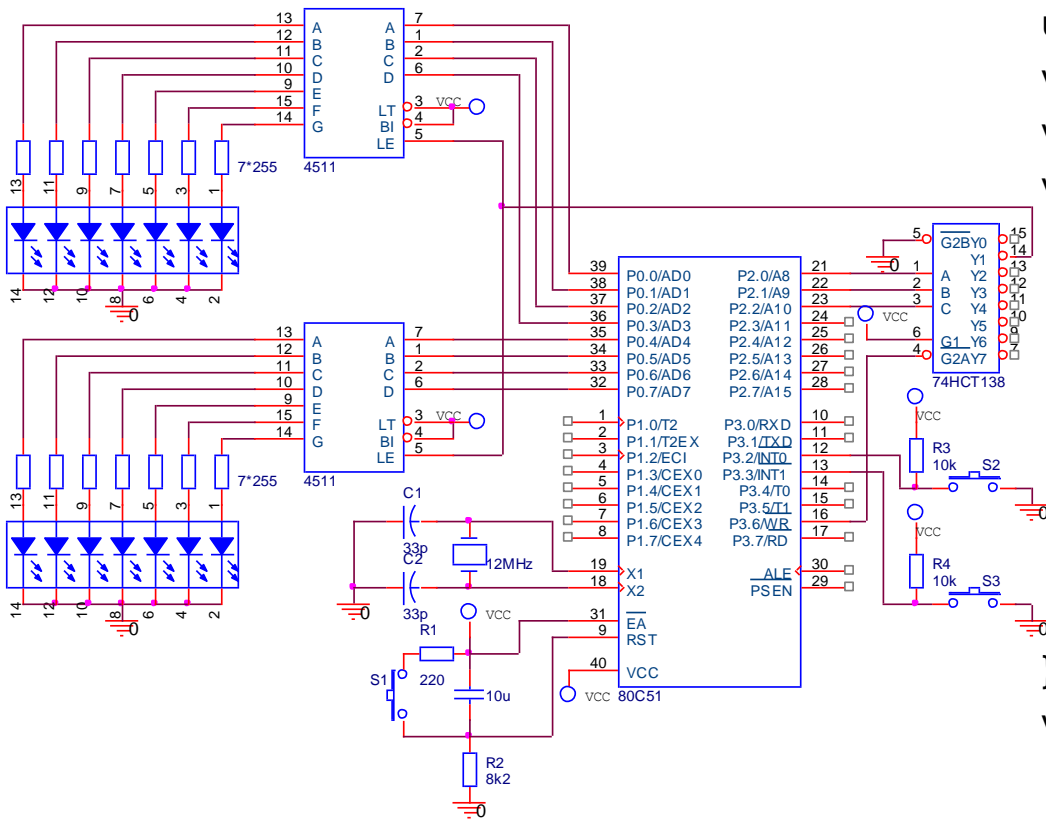 13 A A 7
12 B B 1
11 C C 2
10 D D 6
9 E
15 F LT 3 VCC
14 G BI 4
LE 5
4511
7*255
13 11 9 7 5 3 1
14 12 10 8 6 4 2
0
13 A A 7
12 B B 1
11 C C 2
10 D D 6
9 E
15 F LT 3 VCC
14 G BI 4
LE 5
4511
7*255
13 11 9 7 5 3 1
14 12 10 8 6 4 2
0
39 P0.0/AD0 P2.0/A8 21
38 P0.1/AD1 P2.1/A9 22
37 P0.2/AD2 P2.2/A10 23
36 P0.3/AD3 P2.3/A11 24
35 P0.4/AD4 P2.4/A12 25
34 P0.5/AD5 P2.5/A13 26
33 P0.6/AD6 P2.6/A14 27
32 P0.7/AD7 P2.7/A15 28
1 P1.0/T2 P3.0/RXD 10
2 P1.1/T2EX P3.1/TXD 11
3 P1.2/ECI P3.2/INT0 12
4 P1.3/CEX0 P3.3/INT1 13
5 P1.4/CEX1 P3.4/T0 14
6 P1.5/CEX2 P3.5/T1 15
7 P1.6/CEX3 P3.6/WR 16
8 P1.7/CEX4 P3.7/RD 17
19 X1 ALE 30
18 X2 PSEN 29
31 EA
9 RST
40 VCC
VCC
80C51
5 G2B Y0 15
Y1 14
1 A Y2 13
2 B Y3 12
3 C Y4 11
Y5 10
6 G1 Y6 9
4 G2A Y7 7
74HCT138
0
VCC
VCC
R3
10k
S2
0
VCC
R4
10k
S3
0
C1
33p
C2
33p
12MHz
0
VCC
R1
220
S1
10u
R2
8k2
0